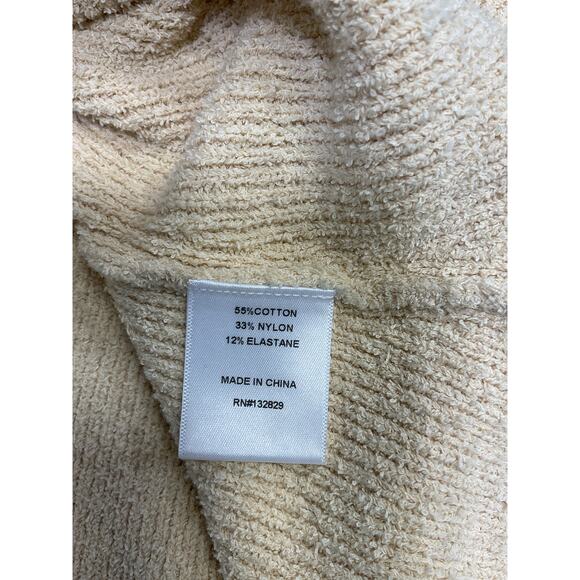 55%COTTON
33% NYLON
12% ELASTANE
MADE IN CHINA
RN#132829